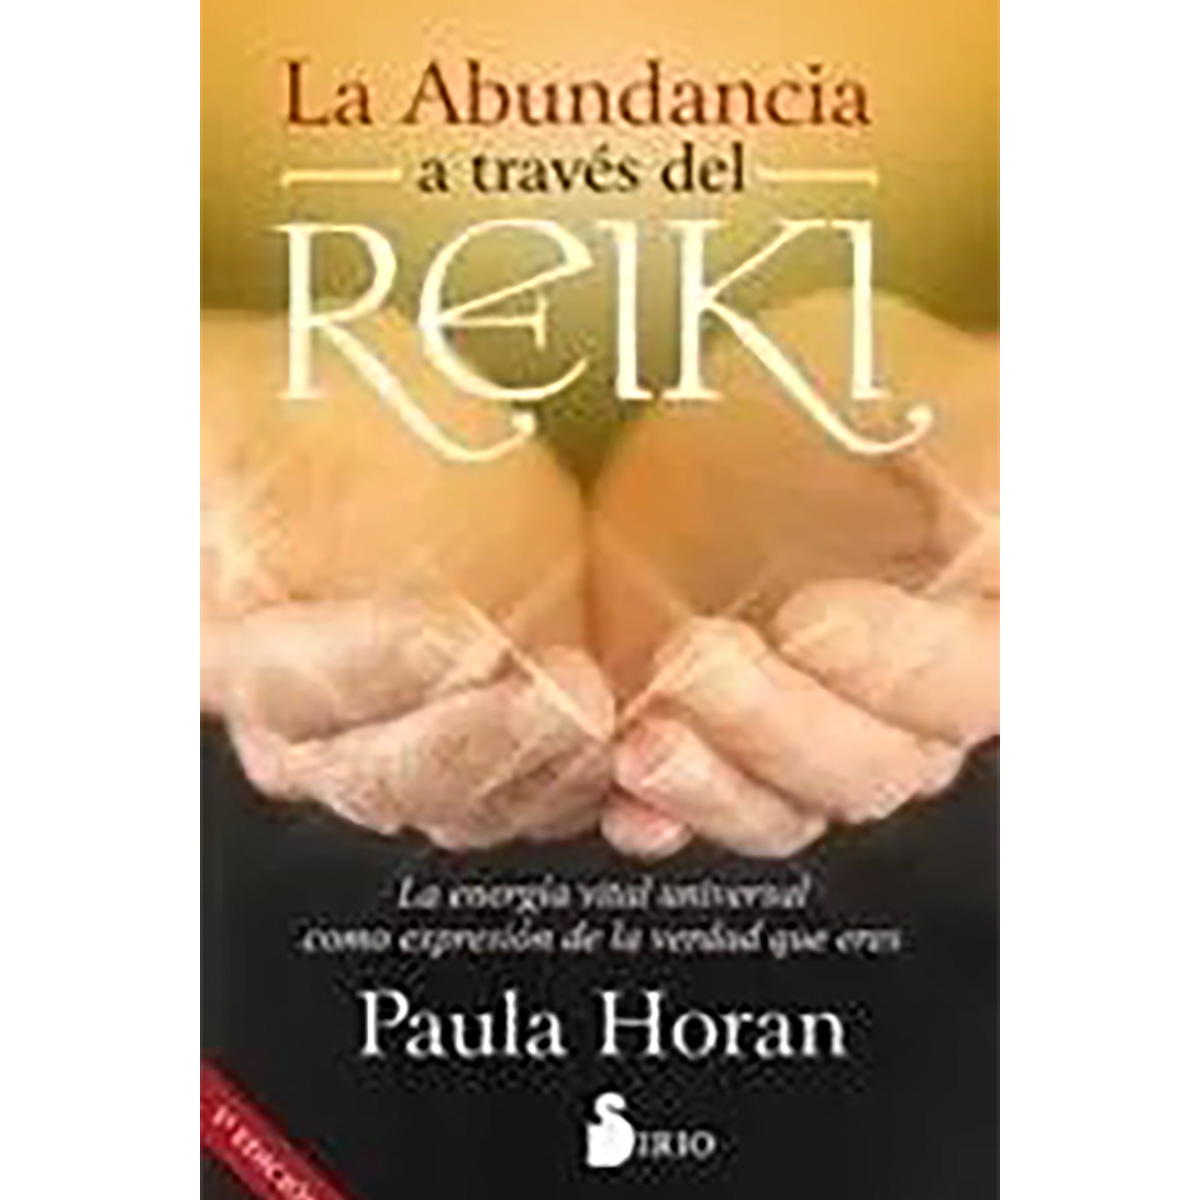 La Abundancia
a través del
REIKI
La energía vital universal
como expresión de la verdad que eres
Paula Horan
SIRIO
EDICIÓN